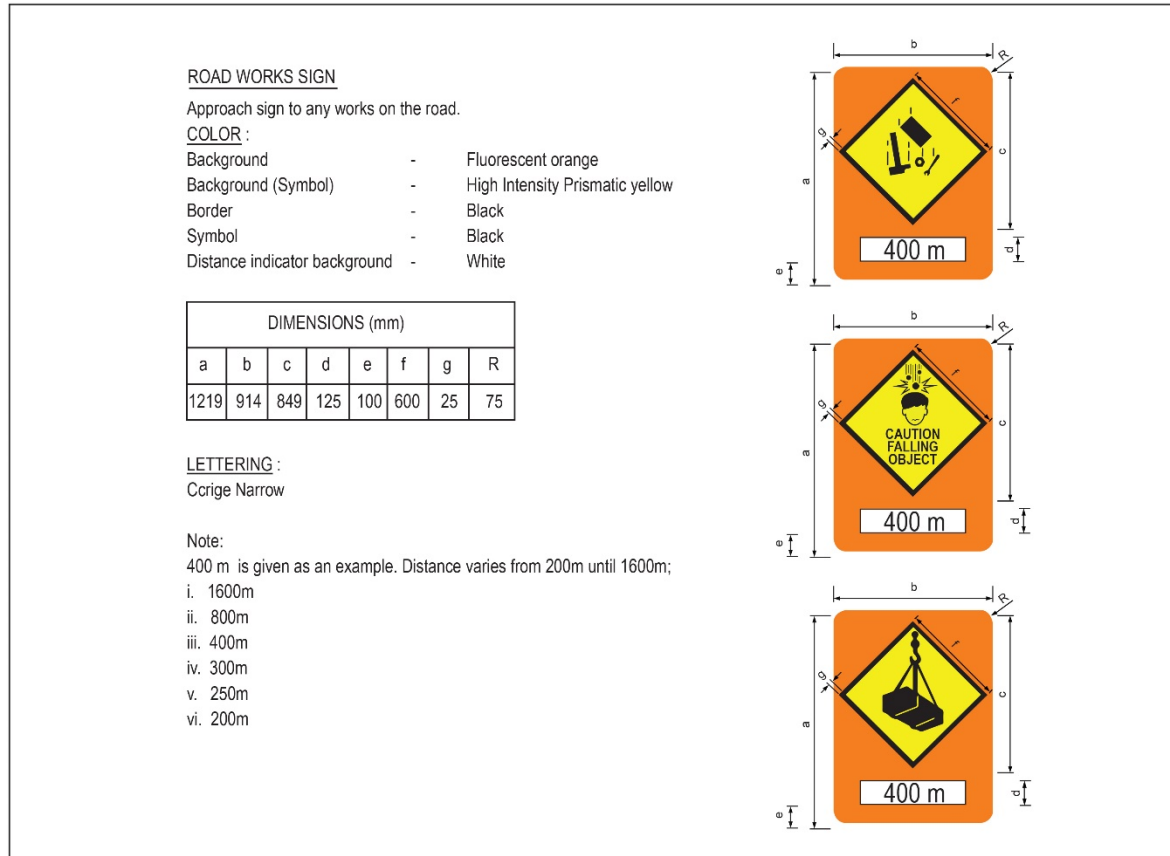 ROAD WORKS SIGN
Approach sign to any works on the road.
COLOR :
Background - Fluorescent orange
Background (Symbol) - High Intensity Prismatic yellow
Border - Black
Symbol - Black
Distance indicator background - White
DIMENSIONS (mm)
a b c d e f g R
1219 914 849 125 100 600 25 75
LETTERING :
Ccrige Narrow
Note:
400 m is given as an example. Distance varies from 200m until 1600m;
i. 1600m
ii. 800m
iii. 400m
iv. 300m
v. 250m
vi. 200m
b
R
f
g
a
c
400 m
d
e
b
R
f
g
a
c
CAUTION
FALLING
OBJECT
400 m
d
e
b
R
f
g
a
c
400 m
d
e